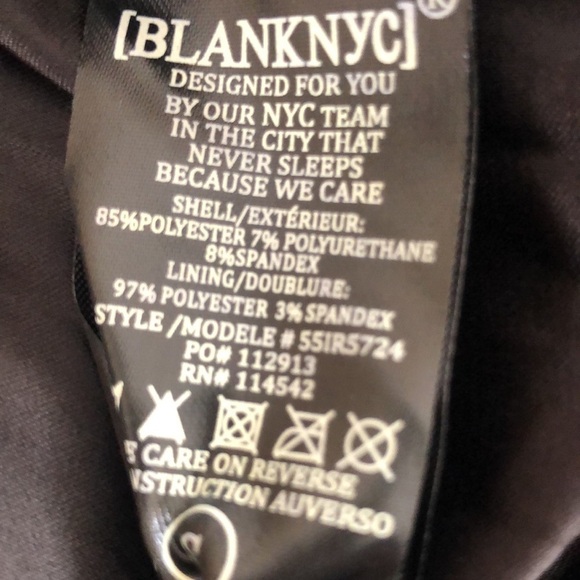 [BLANKNYC]®
DESIGNED FOR YOU
BY OUR NYC TEAM
IN THE CITY THAT
NEVER SLEEPS
BECAUSE WE CARE
SHELL/EXTÉRIEUR:
85%POLYESTER 7% POLYURETHANE
8%SPANDEX
LINING/DOUBLURE:
97% POLYESTER 3% SPANDEX
STYLE /MODELE # 55IR5724
PO# 112913
RN# 114542
CARE ON REVERSE
NSTRUCTION AUVERSO